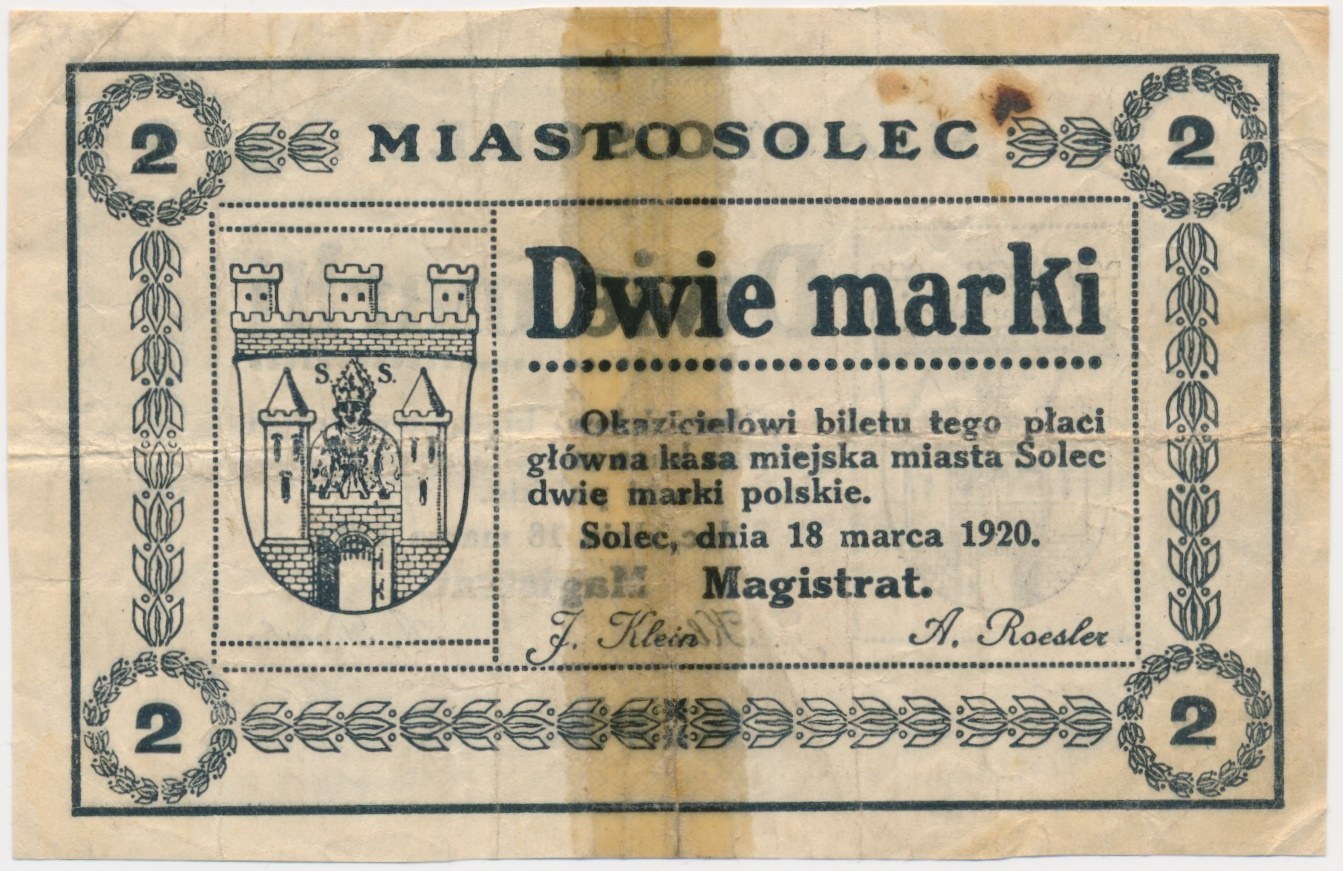 2 MIASTO SOLEC 2
Dwie marki
S. S.
Okazicielowi biletu tego płaci
główna kasa miejska miasta Solec
dwie marki polskie.
Solec, dnia 18 marca 1920.
Magistrat.
J. Klein A. Roesler
2 2